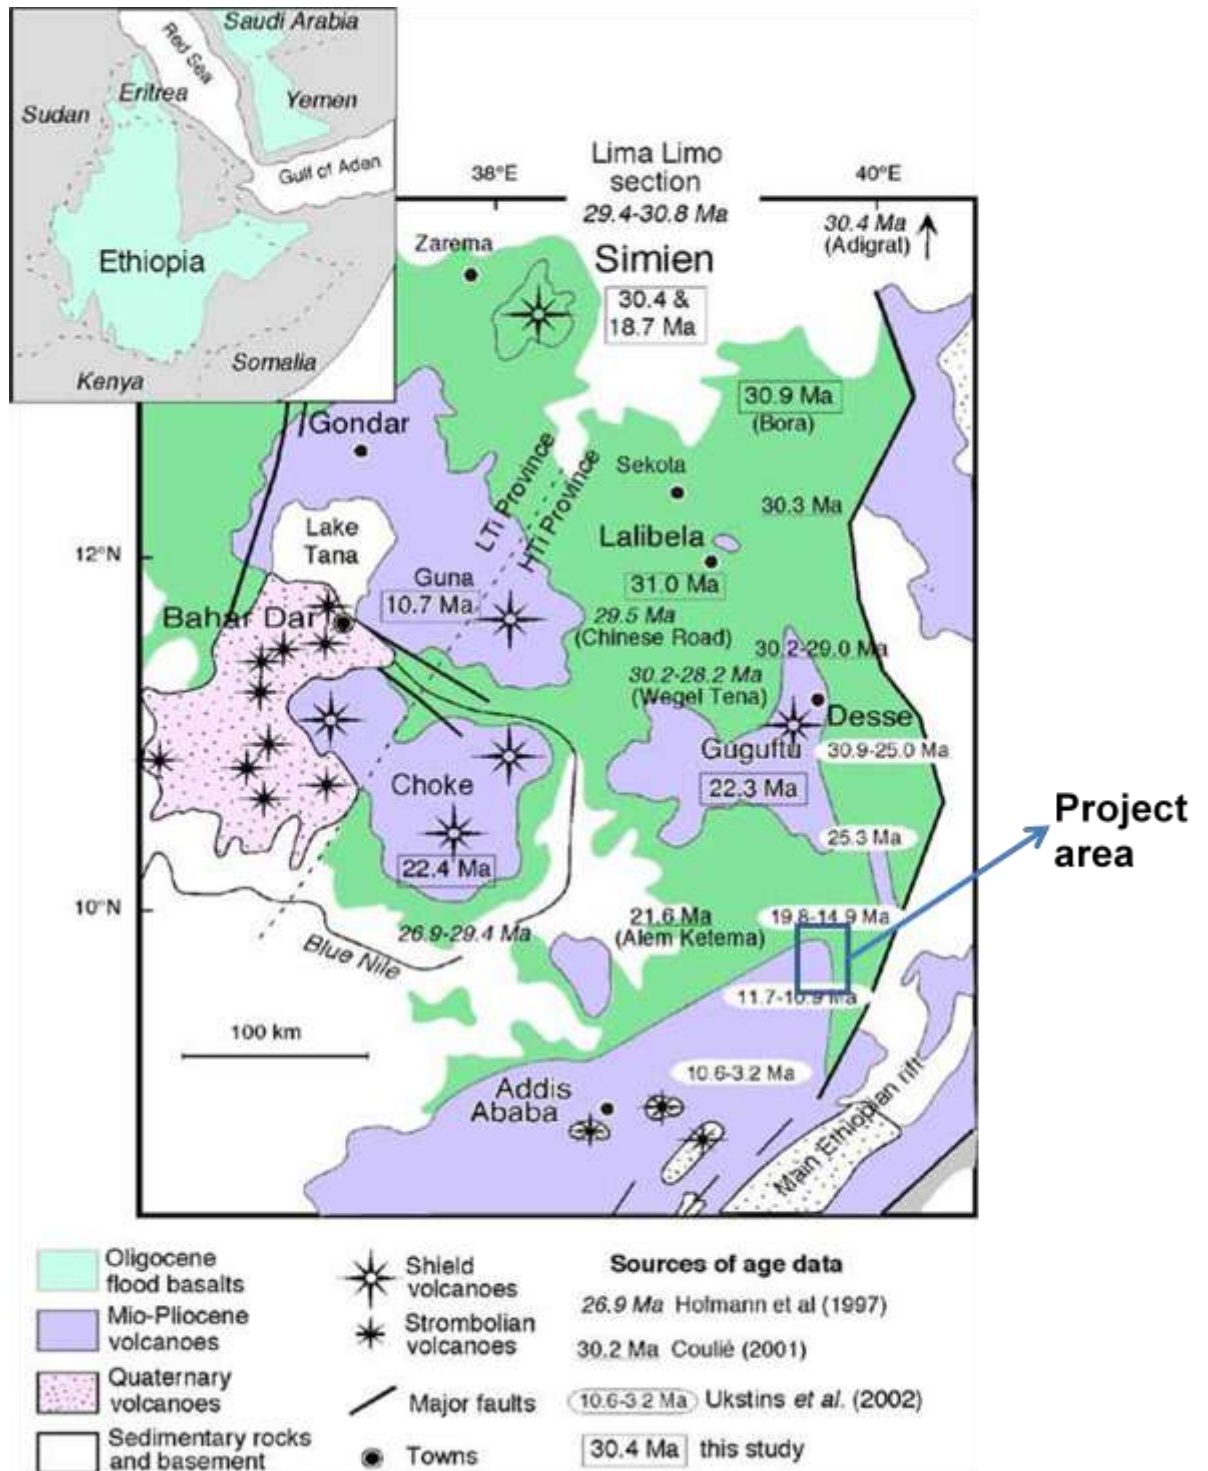 Saudi Arabia
Red Sea
Eritrea
Sudan
Yemen
Gulf of Aden
Ethiopia
Somalia
Kenya
38°E
Lima Limo
section
29.4-30.8 Ma
40°E
30.4 Ma
(Adigrat)
Zarema
Simien
30.4 &
18.7 Ma
30.9 Ma
(Bora)
Gondar
LTi Province
HTi Province
Sekota
30.3 Ma
Lake
Tana
Lalibela
12°N
31.0 Ma
Guna
10.7 Ma
29.5 Ma
(Chinese Road)
Bahar Dar
30.2-29.0 Ma
30.2-28.2 Ma
(Wegel Tena)
Desse
Guguftu
30.9-25.0 Ma
22.3 Ma
Choke
Project
area
25.3 Ma
22.4 Ma
10°N
21.6 Ma
(Alem Ketema)
19.8-14.9 Ma
26.9-29.4 Ma
Blue Nile
11.7-10.9 Ma
100 km
10.6-3.2 Ma
Addis
Ababa
Main Ethiopian rift
Oligocene
flood basalts
Mio-Pliocene
volcanoes
Quaternary
volcanoes
Sedimentary rocks
and basement
Shield
volcanoes
Strombolian
volcanoes
Major faults
Towns
Sources of age data
26.9 Ma Hofmann et al (1997)
30.2 Ma Coulié (2001)
10.6-3.2 Ma Ukstins et al. (2002)
30.4 Ma this study